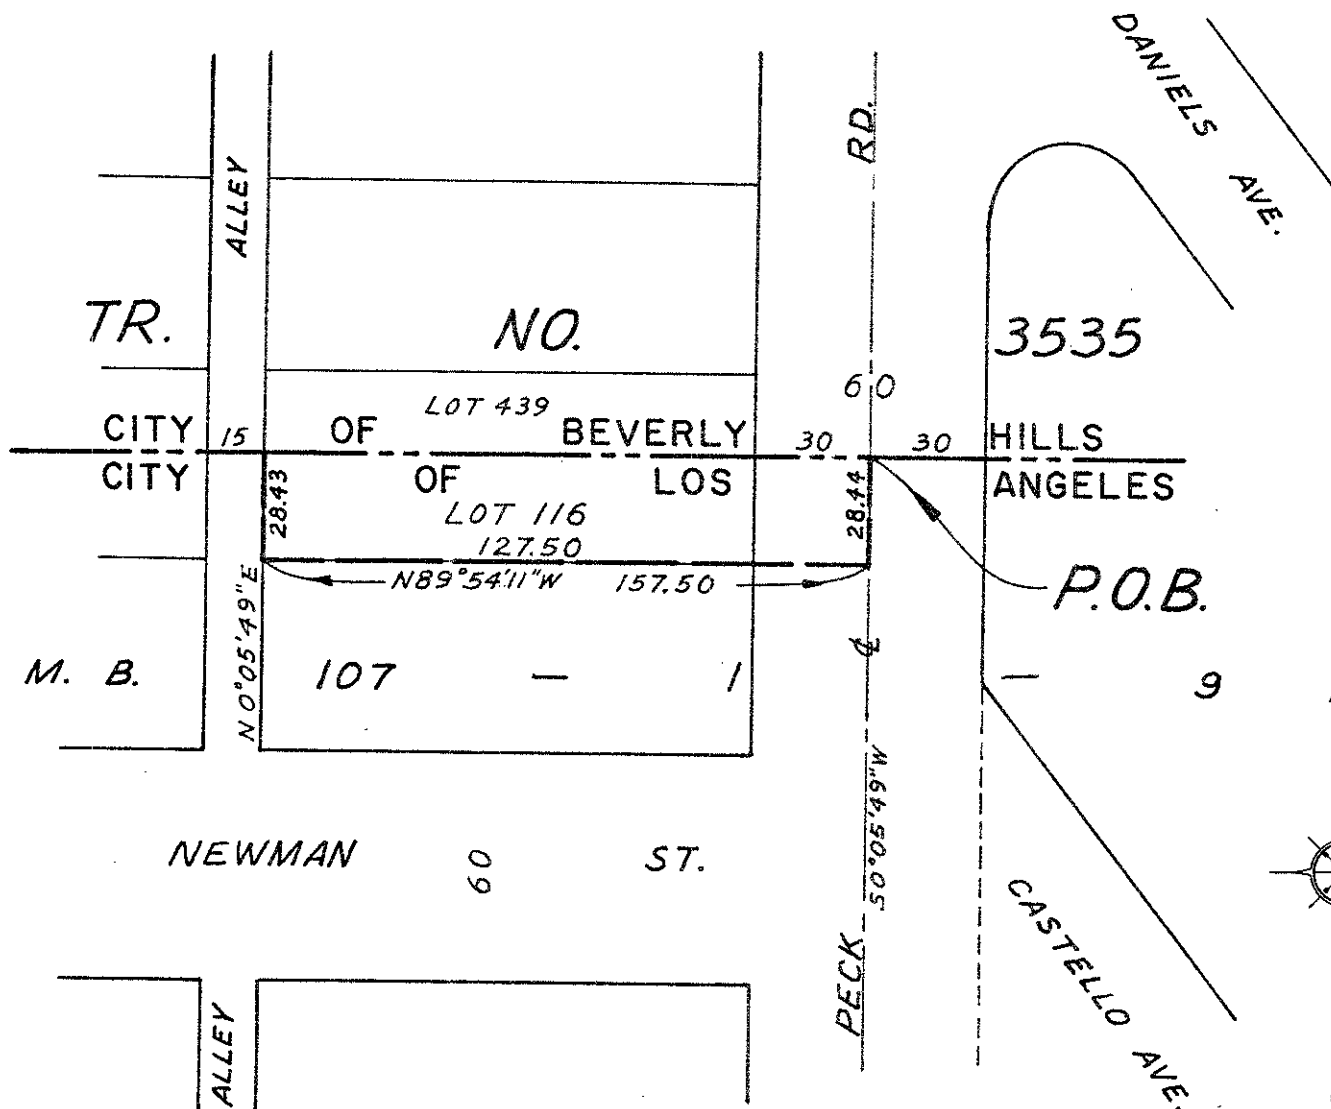 DANIELS AVE.
RD.
ALLEY
TR. NO. 3535
60
LOT 439
CITY 15 OF BEVERLY 30 30 HILLS
CITY OF LOS ANGELES
28.43
28.44
LOT 116
127.50
N89°54'11"W 157.50
P.O.B.
N 0°05'49"E
℄
M. B. 107 — 1 — 9
S0°05'49"W
NEWMAN 60 ST.
CASTELLO AVE.
PECK
ALLEY